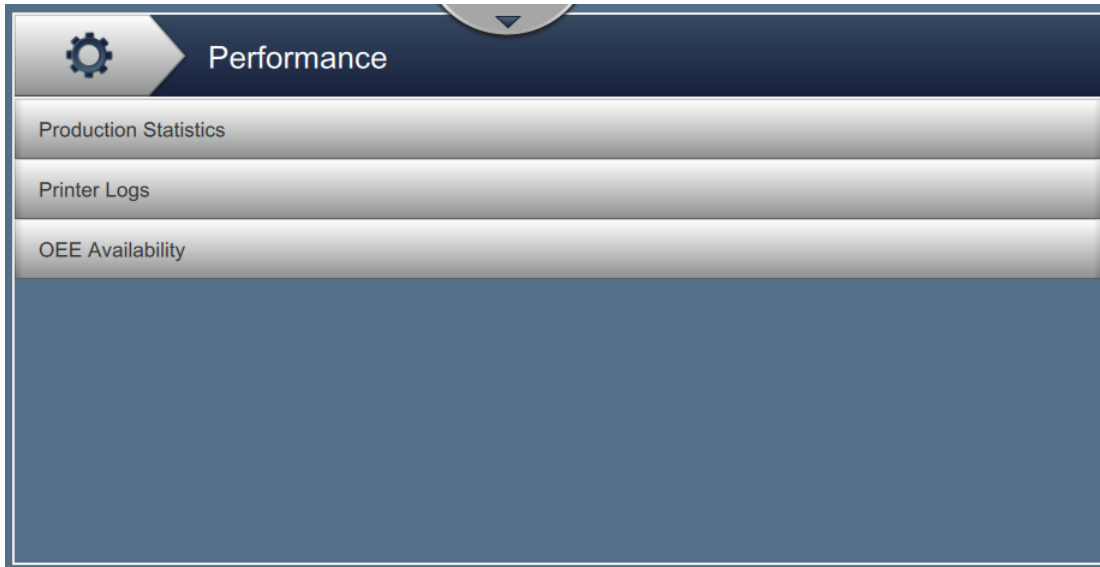 Performance
Production Statistics
Printer Logs
OEE Availability